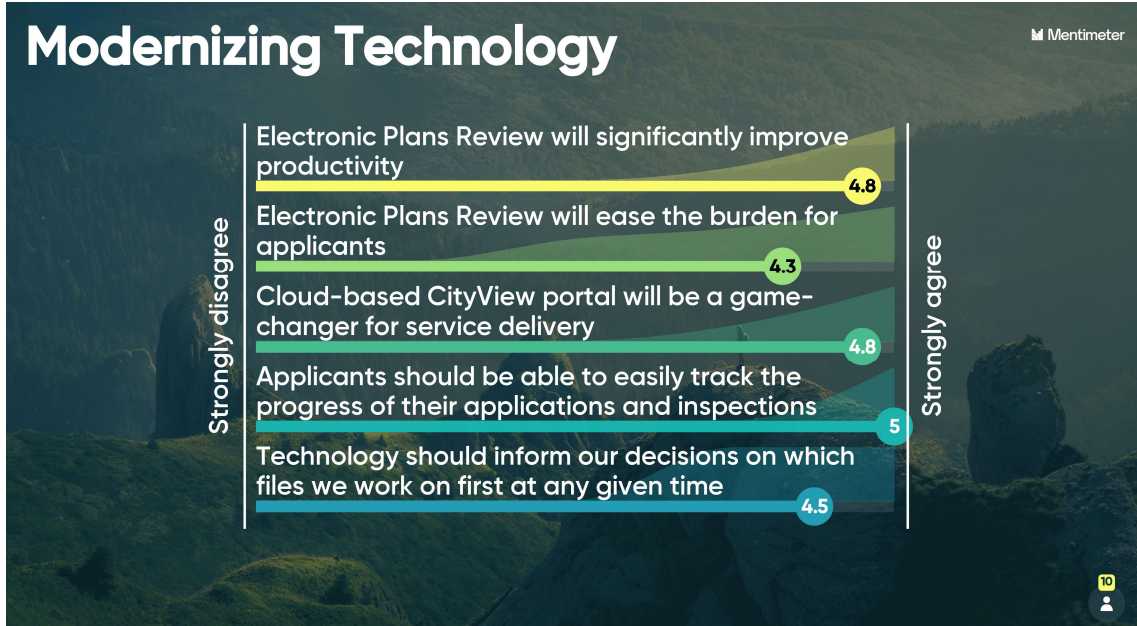 Modernizing Technology
Mentimeter
Strongly disagree
Electronic Plans Review will significantly improve
productivity
4.8
Electronic Plans Review will ease the burden for
applicants
4.3
Cloud-based CityView portal will be a game-
changer for service delivery
4.8
Applicants should be able to easily track the
progress of their applications and inspections
5
Technology should inform our decisions on which
files we work on first at any given time
4.5
Strongly agree
10